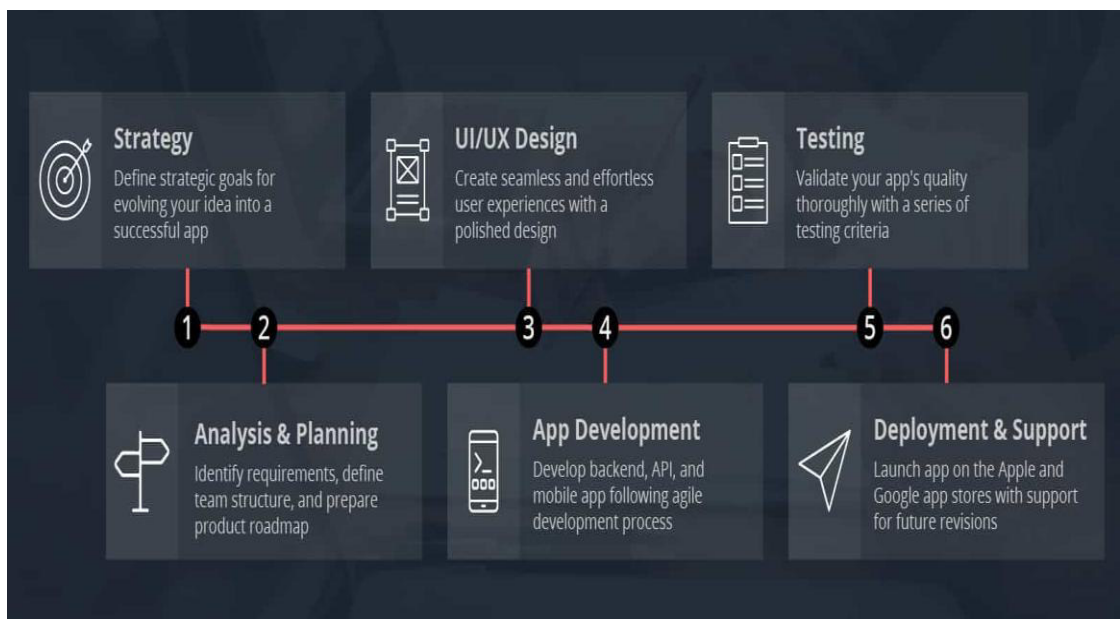 Strategy
Define strategic goals for
evolving your idea into a
successful app
UI/UX Design
Create seamless and effortless
user experiences with a
polished design
Testing
Validate your app's quality
thoroughly with a series of
testing criteria
1
2
3
4
5
6
Analysis & Planning
Identify requirements, define
team structure, and prepare
product roadmap
App Development
Develop backend, API, and
mobile app following agile
development process
Deployment & Support
Launch app on the Apple and
Google app stores with support
for future revisions